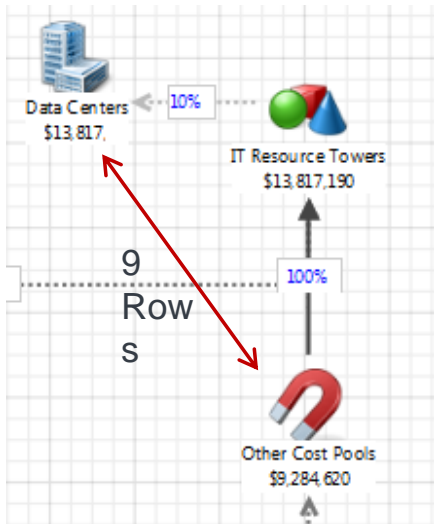 Data Centers
$13,817,
10%
IT Resource Towers
$13,817,190
9
Row
s
100%
Other Cost Pools
$9,284,620